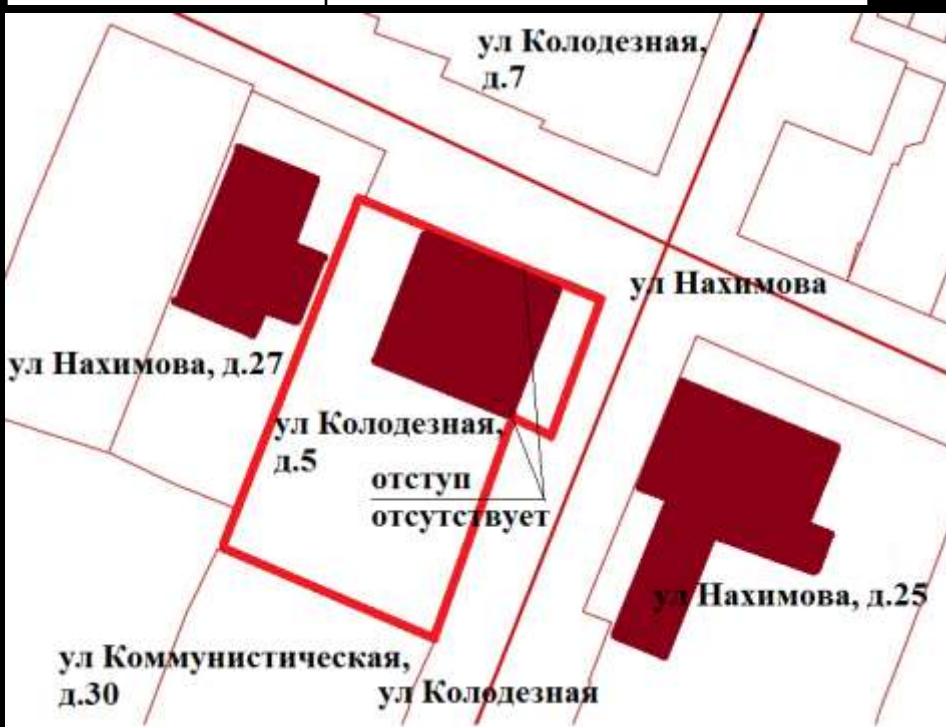 ул Колодезная,
д.7
ул Нахимова
ул Нахимова, д.27
ул Колодезная,
д.5
отступ
отсутствует
ул Нахимова, д.25
ул Коммунистическая,
д.30
ул Колодезная